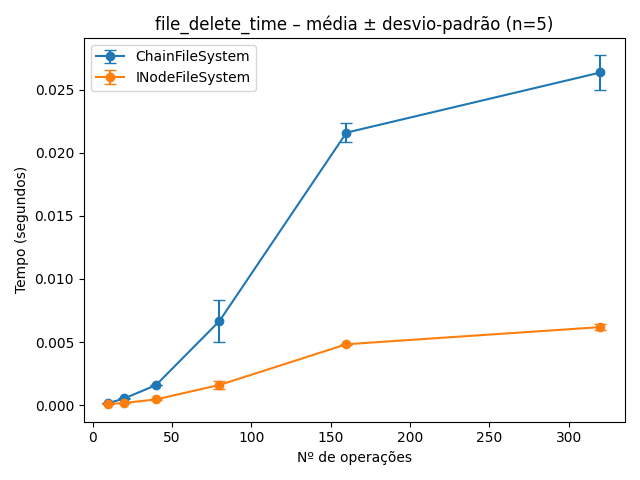 file_delete_time – média ± desvio-padrão (n=5)
ChainFileSystem
INodeFileSystem
Tempo (segundos)
0.025
0.020
0.015
0.010
0.005
0.000
0 50 100 150 200 250 300
Nº de operações